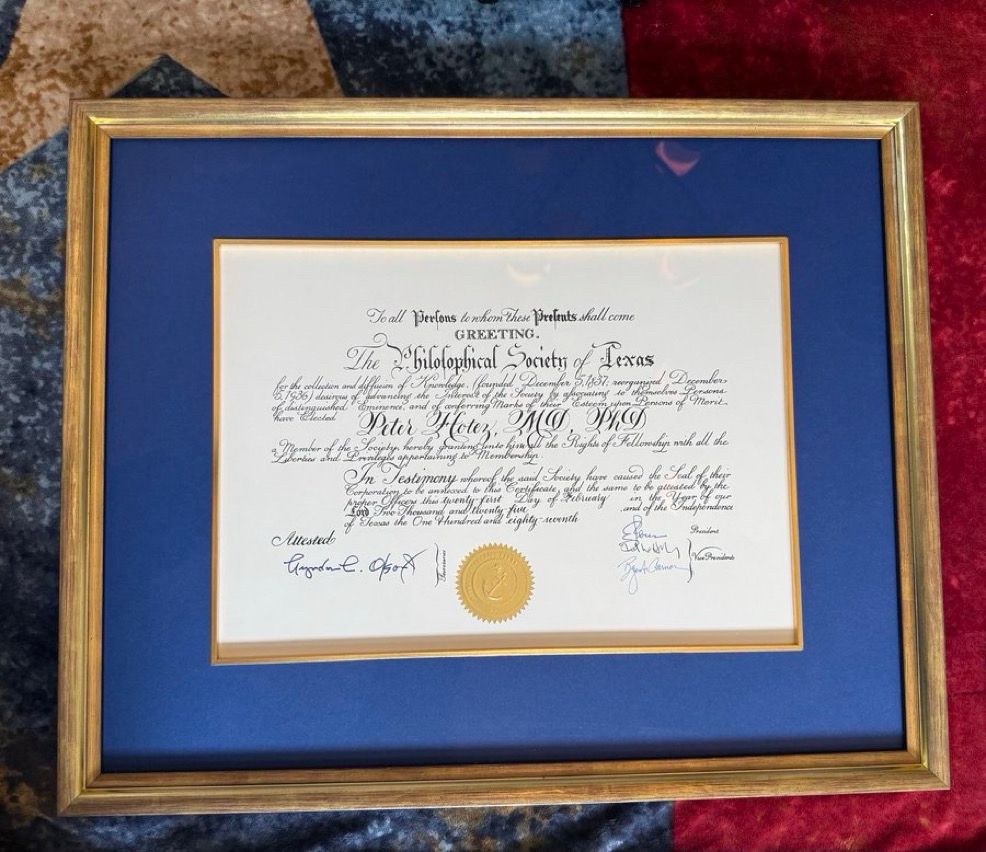 To all Persons to whom these Presents shall come
GREETING.
The Philosophical Society of Texas
for the collection and diffusion of Knowledge, (founded December 5, 1837, reorganized December
5, 1936) desirous of advancing the Interest of the Society by associating to themselves Persons
of distinguished Eminence, and of conferring Marks of their Esteem upon Persons of Merit,
have Elected Peter Hotez, MD, PhD
a Member of the Society, hereby granting unto him all the Rights of Fellowship with all the
Liberties and Privileges appertaining to Membership.
In Testimony whereof the said Society have caused the Seal of their
Corporation to be annexed to this Certificate, and the same to be attested by the
proper Officers this twenty-first Day of February in the Year of our
Lord Two Thousand and twenty-five and of the Independence
of Texas the One Hundred and eighty-seventh
Attested
President
Secretaries
Vice Presidents